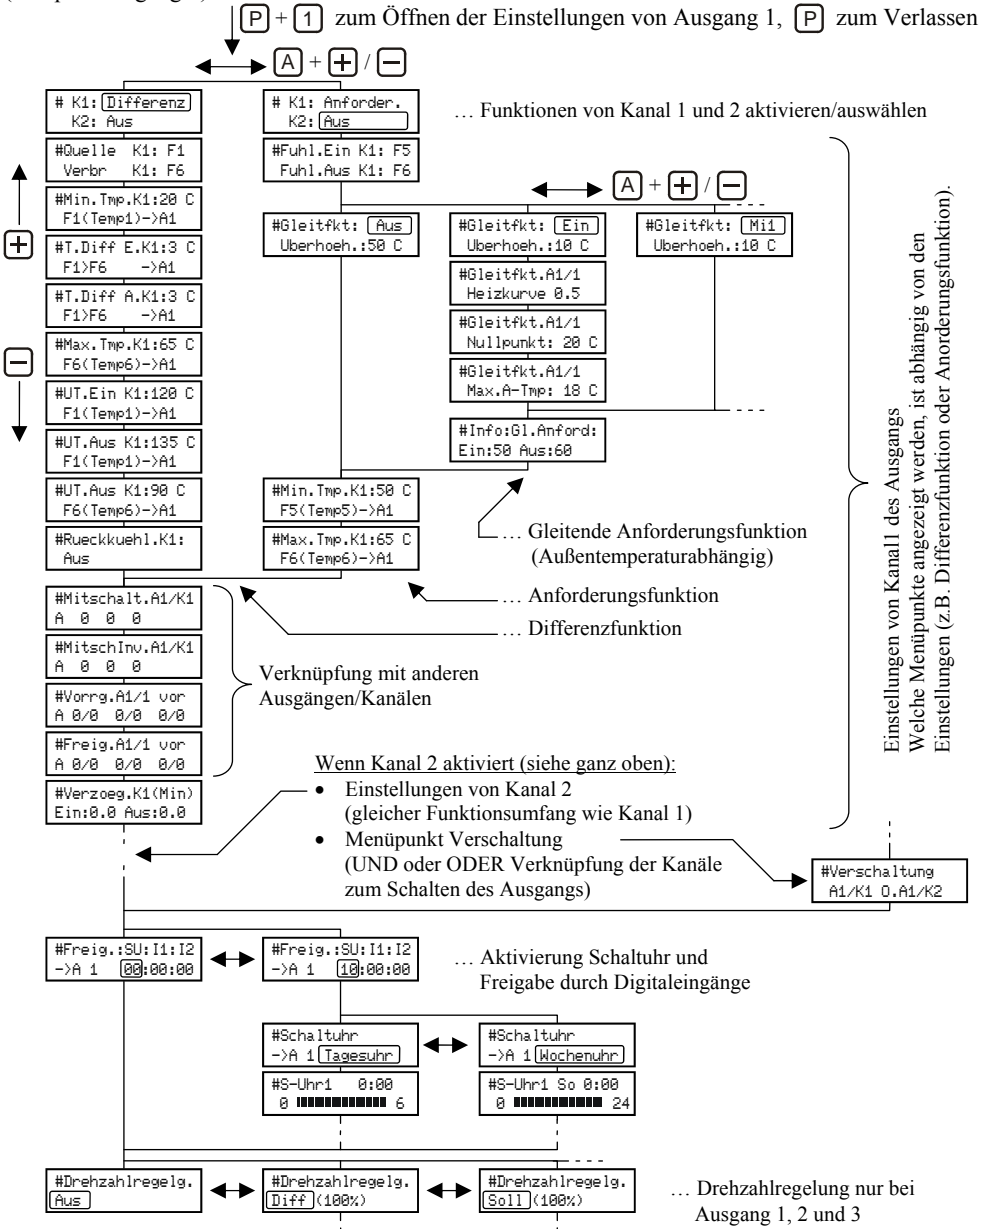 P + 1 zum Öffnen der Einstellungen von Ausgang 1, P zum Verlassen
A + + / −
# K1: Differenz
K2: Aus
# K1: Anforder.
K2: Aus
… Funktionen von Kanal 1 und 2 aktivieren/auswählen
#Quelle K1: F1
Verbr K1: F6
#Fuhl.Ein K1: F5
Fuhl.Aus K1: F6
#Min.Tmp.K1:20 C
F1(Temp1)->A1
A + + / −
+
#Gleitfkt: Aus
Uberhoeh.:50 C
#Gleitfkt: Ein
Uberhoeh.:10 C
#Gleitfkt: Mi1
Uberhoeh.:10 C
#T.Diff E.K1:3 C
F1>F6 ->A1
#T.Diff A.K1:3 C
F1>F6 ->A1
#Gleitfkt.A1/1
Heizkurve 0.5
#Gleitfkt.A1/1
Nullpunkt: 20 C
#Gleitfkt.A1/1
Max.A-Tmp: 18 C
−
#Max.Tmp.K1:65 C
F6(Temp6)->A1
#UT.Ein K1:120 C
F1(Temp1)->A1
#UT.Aus K1:135 C
F1(Temp1)->A1
#Info:Gl.Anford:
Ein:50 Aus:60
#UT.Aus K1:90 C
F6(Temp6)->A1
#Min.Tmp.K1:50 C
F5(Temp5)->A1
#Rueckkuehl.K1:
Aus
#Max.Tmp.K1:65 C
F6(Temp6)->A1
… Gleitende Anforderungsfunktion
(Außentemperaturabhängig)
… Anforderungsfunktion
… Differenzfunktion
Einstellungen von Kanal1 des Ausgangs
Welche Menüpunkte angezeigt werden, ist abhängig von den
Einstellungen (z.B. Differenzfunktion oder Anorderungsfunktion).
#Mitschalt.A1/K1
A 0 0 0
#MitschInv.A1/K1
A 0 0 0
#Vorrg.A1/1 vor
A 0/0 0/0 0/0
#Freig.A1/1 vor
A 0/0 0/0 0/0
Verknüpfung mit anderen
Ausgängen/Kanälen
#Verzoeg.K1(Min)
Ein:0.0 Aus:0.0
Wenn Kanal 2 aktiviert (siehe ganz oben):
• Einstellungen von Kanal 2
(gleicher Funktionsumfang wie Kanal 1)
• Menüpunkt Verschaltung
(UND oder ODER Verknüpfung der Kanäle
zum Schalten des Ausgangs)
#Verschaltung
A1/K1 O.A1/K2
#Freig.:SU:I1:I2
->A 1 00:00:00
#Freig.:SU:I1:I2
->A 1 10:00:00
… Aktivierung Schaltuhr und
Freigabe durch Digitaleingänge
#Schaltuhr
->A 1 Tagesuhr
#Schaltuhr
->A 1 Wochenuhr
#S-Uhr1 0:00
0 6
#S-Uhr1 So 0:00
0 24
#Drehzahlregelg.
Aus
#Drehzahlregelg.
Diff (100%)
#Drehzahlregelg.
Soll (100%)
… Drehzahlregelung nur bei
Ausgang 1, 2 und 3